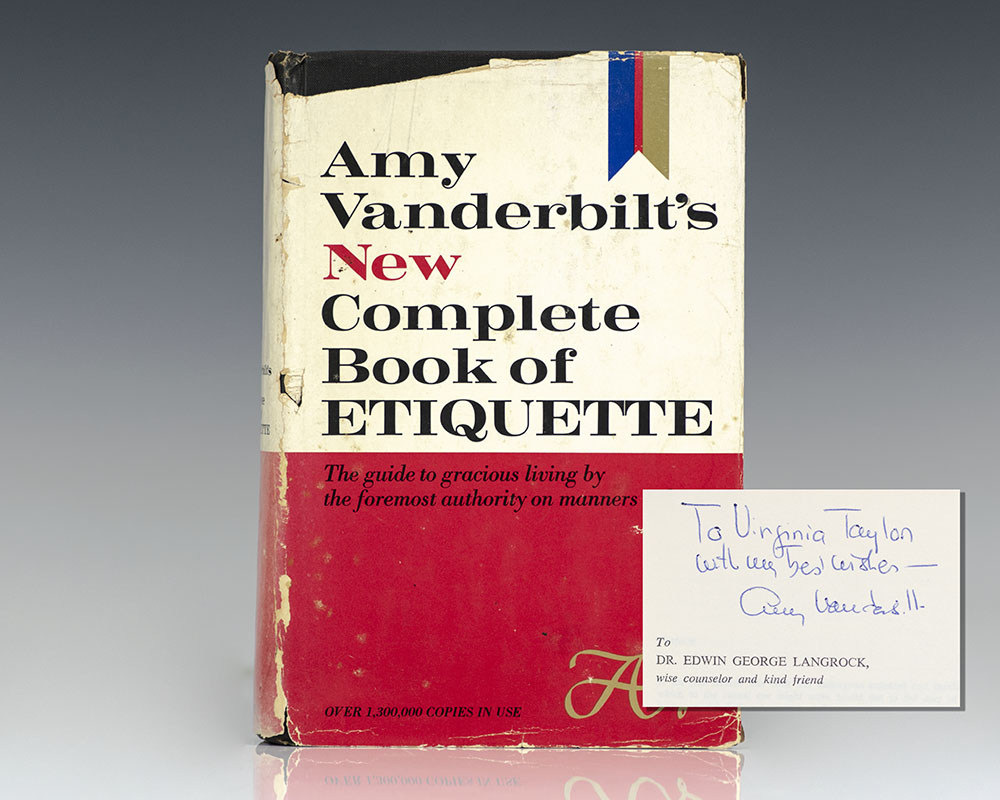 Amy
Vanderbilt's
New
Complete
Book of
ETIQUETTE
The guide to gracious living by
the foremost authority on manners
OVER 1,300,000 COPIES IN USE
To Virginia Taylor
with my best wishes —
Amy Vanderbilt
To
DR. EDWIN GEORGE LANGROCK,
wise counselor and kind friend